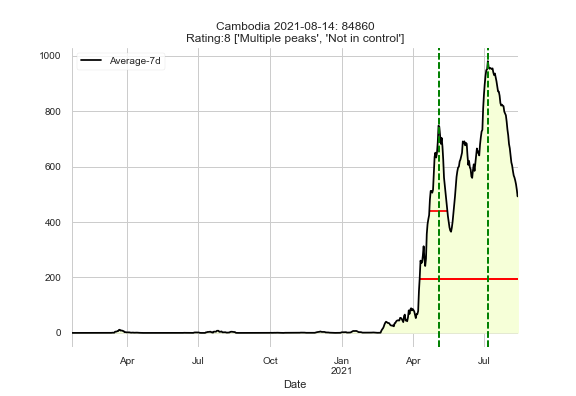 Cambodia 2021-08-14: 84860
Rating:8 ['Multiple peaks', 'Not in control']
Average-7d
1000
800
600
400
200
0
Apr Jul Oct Jan Apr Jul
2021
Date